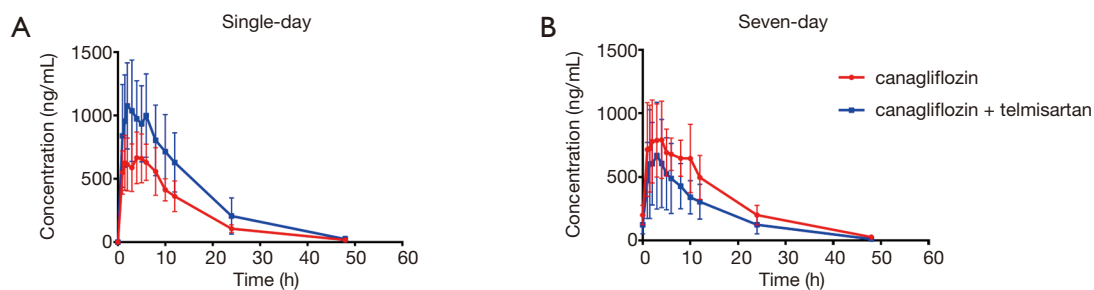 A
Single-day
Concentration (ng/mL)
1500
1000
500
0
0 10 20 30 40 50 60
Time (h)
B
Seven-day
Concentration (ng/mL)
1500
1000
500
0
0 10 20 30 40 50 60
Time (h)
canagliflozin
canagliflozin + telmisartan